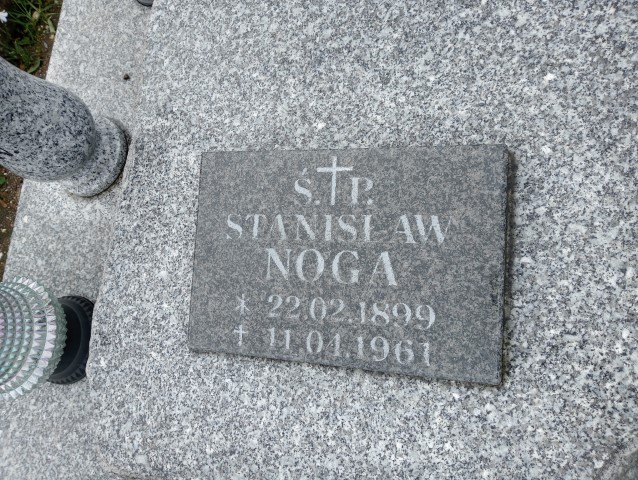 Ś.†P.
STANISŁAW
NOGA
* 22.02.1899
† 11.04.1961